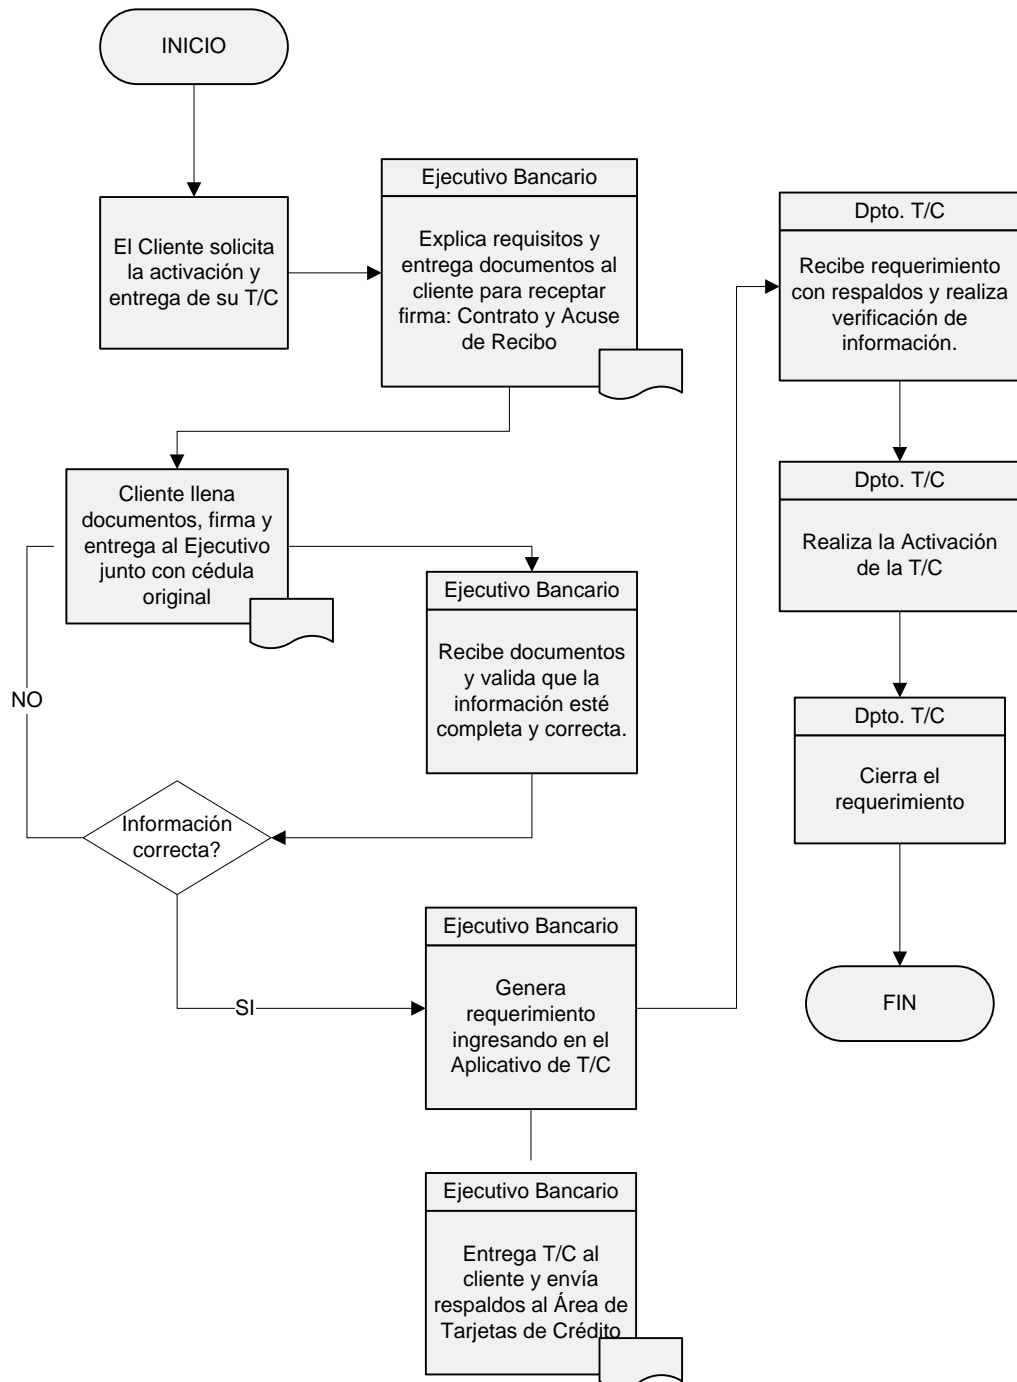 INICIO
El Cliente solicita
la activación y
entrega de su T/C
Ejecutivo Bancario
Explica requisitos y
entrega documentos al
cliente para receptar
firma: Contrato y Acuse
de Recibo
Cliente llena
documentos, firma y
entrega al Ejecutivo
junto con cédula
original
Ejecutivo Bancario
Recibe documentos
y valida que la
información esté
completa y correcta.
NO
Información
correcta?
SI
Ejecutivo Bancario
Genera
requerimiento
ingresando en el
Aplicativo de T/C
Ejecutivo Bancario
Entrega T/C al
cliente y envía
respaldos al Área de
Tarjetas de Crédito
Dpto. T/C
Recibe requerimiento
con respaldos y realiza
verificación de
información.
Dpto. T/C
Realiza la Activación
de la T/C
Dpto. T/C
Cierra el
requerimiento
FIN